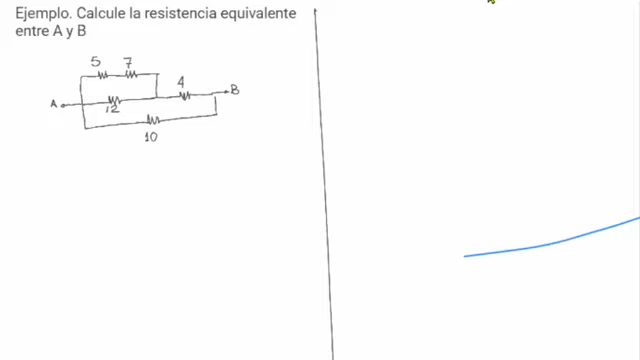 Ejemplo. Calcule la resistencia equivalente
entre A y B
5 7
4
A
12
B
10